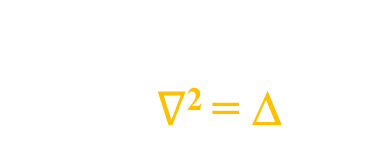 ∇² = Δ